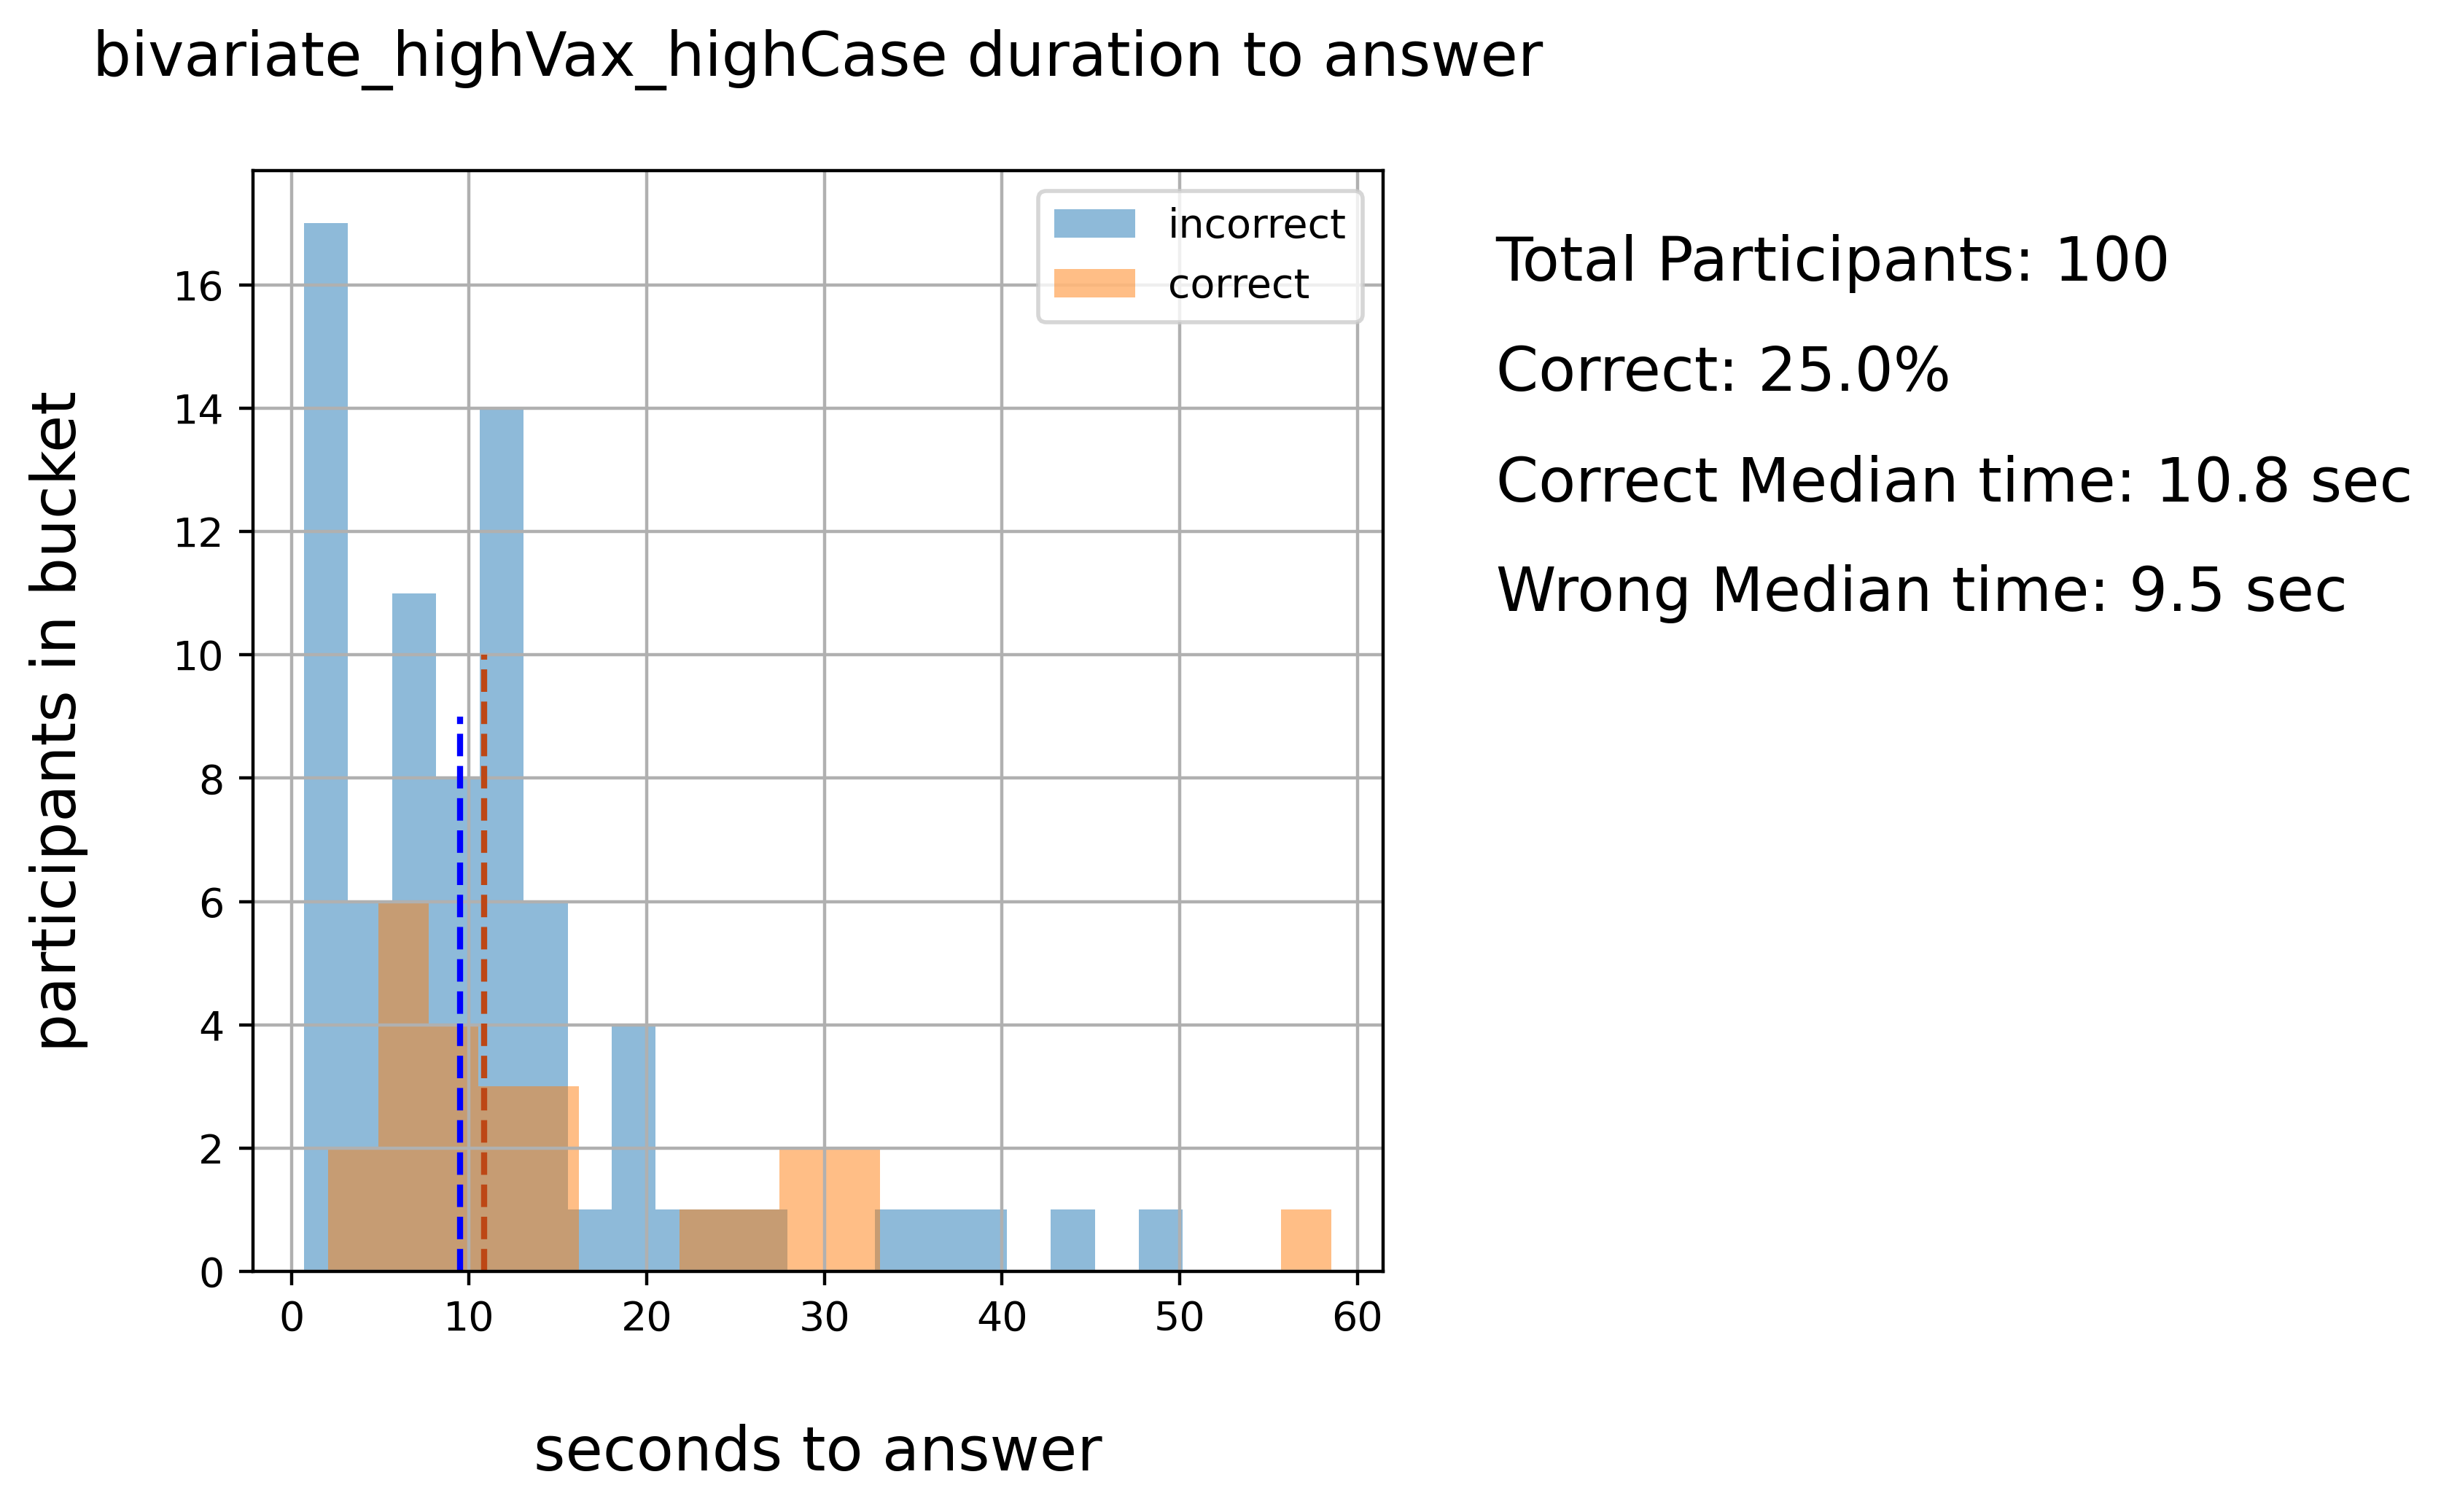 bivariate_highVax_highCase duration to answer
participants in bucket
16
14
12
10
8
6
4
2
0
0 10 20 30 40 50 60
seconds to answer
incorrect
correct
Total Participants: 100
Correct: 25.0%
Correct Median time: 10.8 sec
Wrong Median time: 9.5 sec